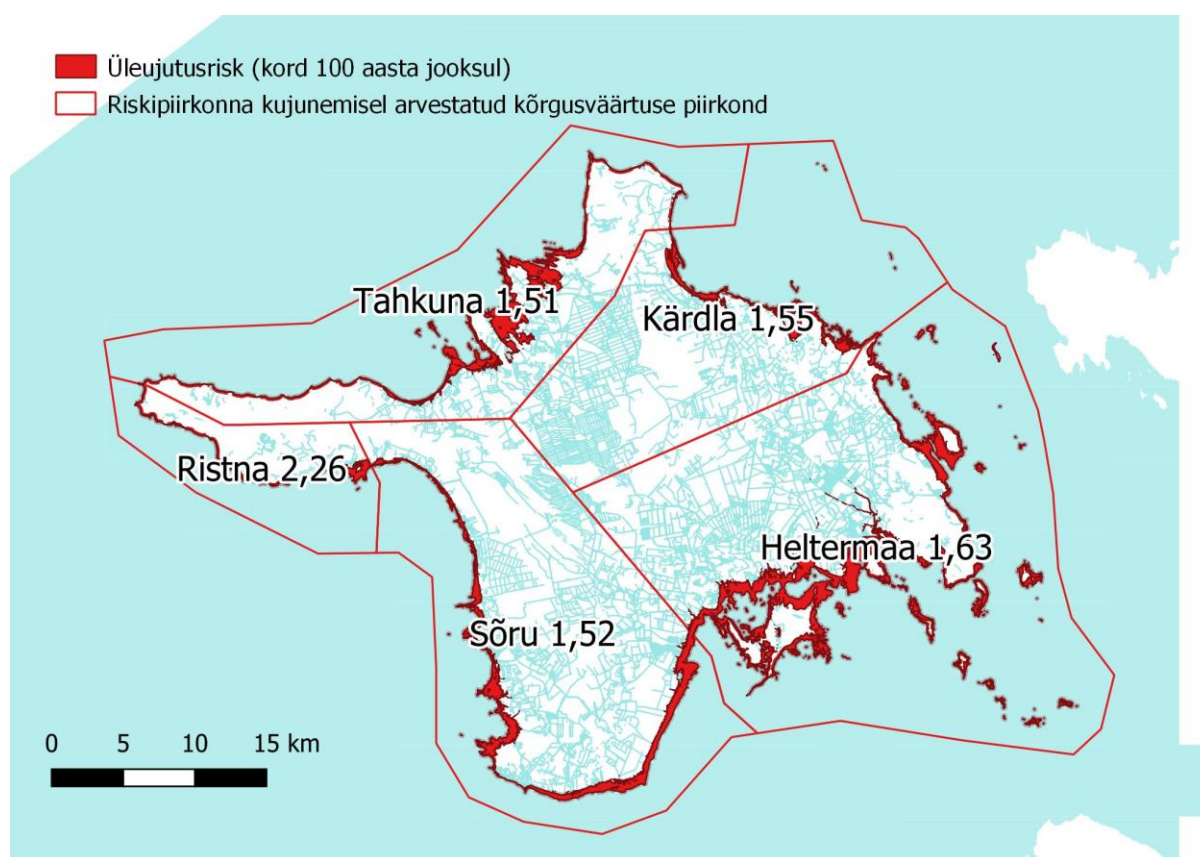 Üleujutusrisk (kord 100 aasta jooksul)
Riskipiirkonna kujunemisel arvestatud kõrgusväärtuse piirkond
Tahkuna 1,51
Kärdla 1,55
Ristna 2,26
Heltermaa 1,63
Sõru 1,52
0 5 10 15 km